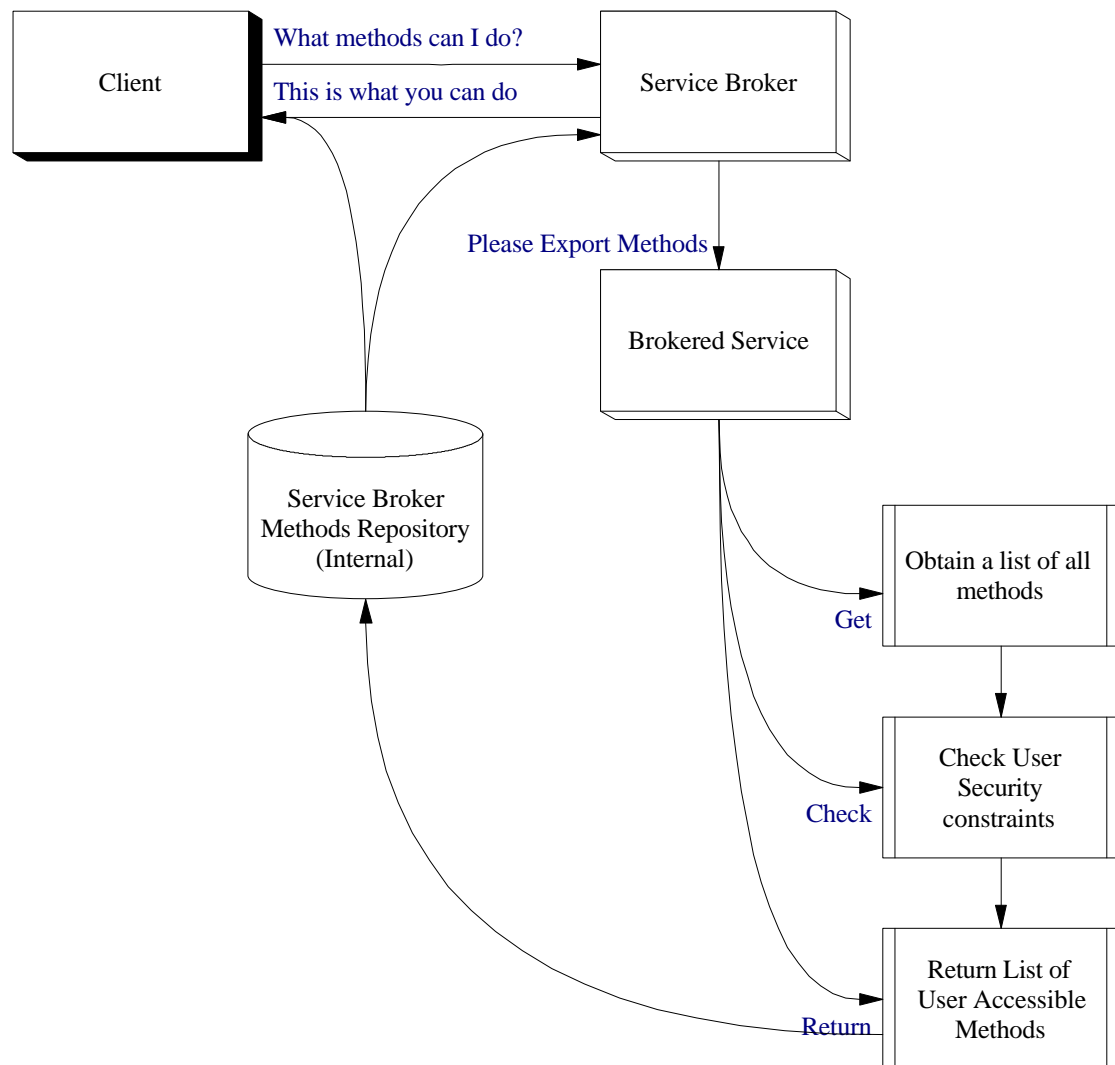 What methods can I do?
Client
Service Broker
This is what you can do
Please Export Methods
Brokered Service
Service Broker
Methods Repository
(Internal)
Obtain a list of all
methods
Get
Check User
Security
constraints
Check
Return List of
User Accessible
Methods
Return